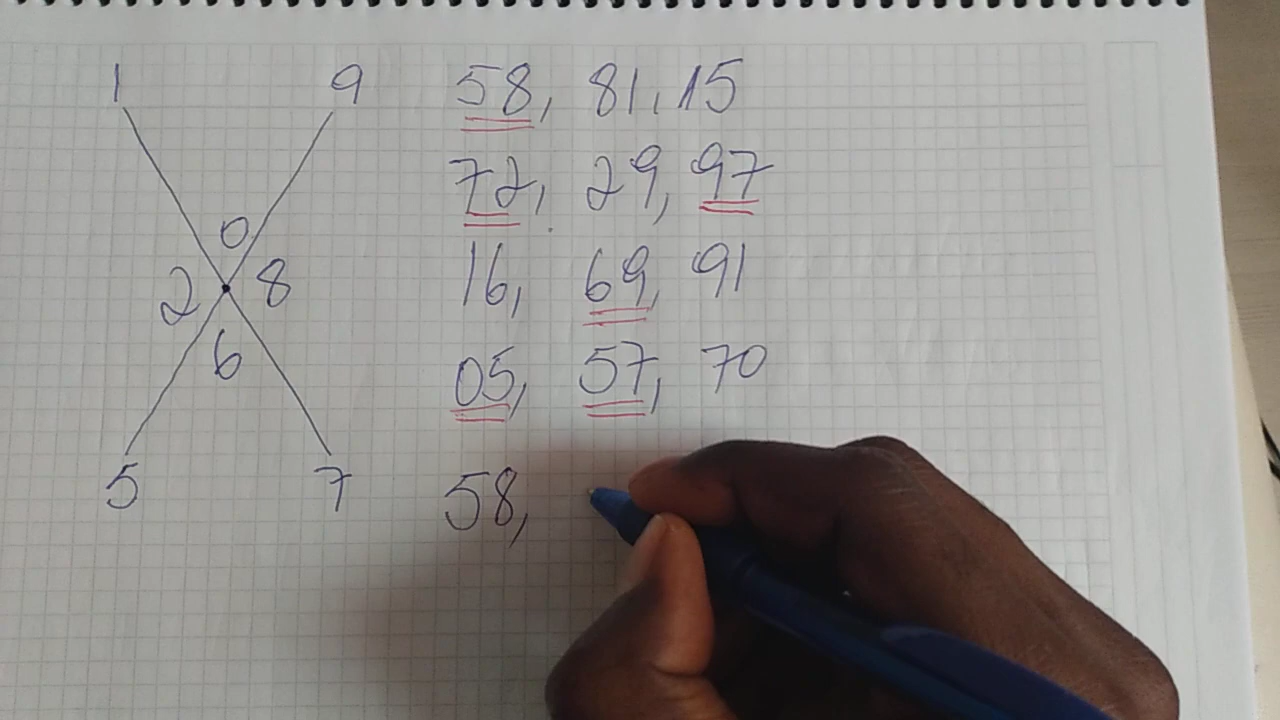 1 9
0
2 8
6
5 7
58, 81, 15
72, 29, 97
16, 69, 91
05, 57, 70
58,